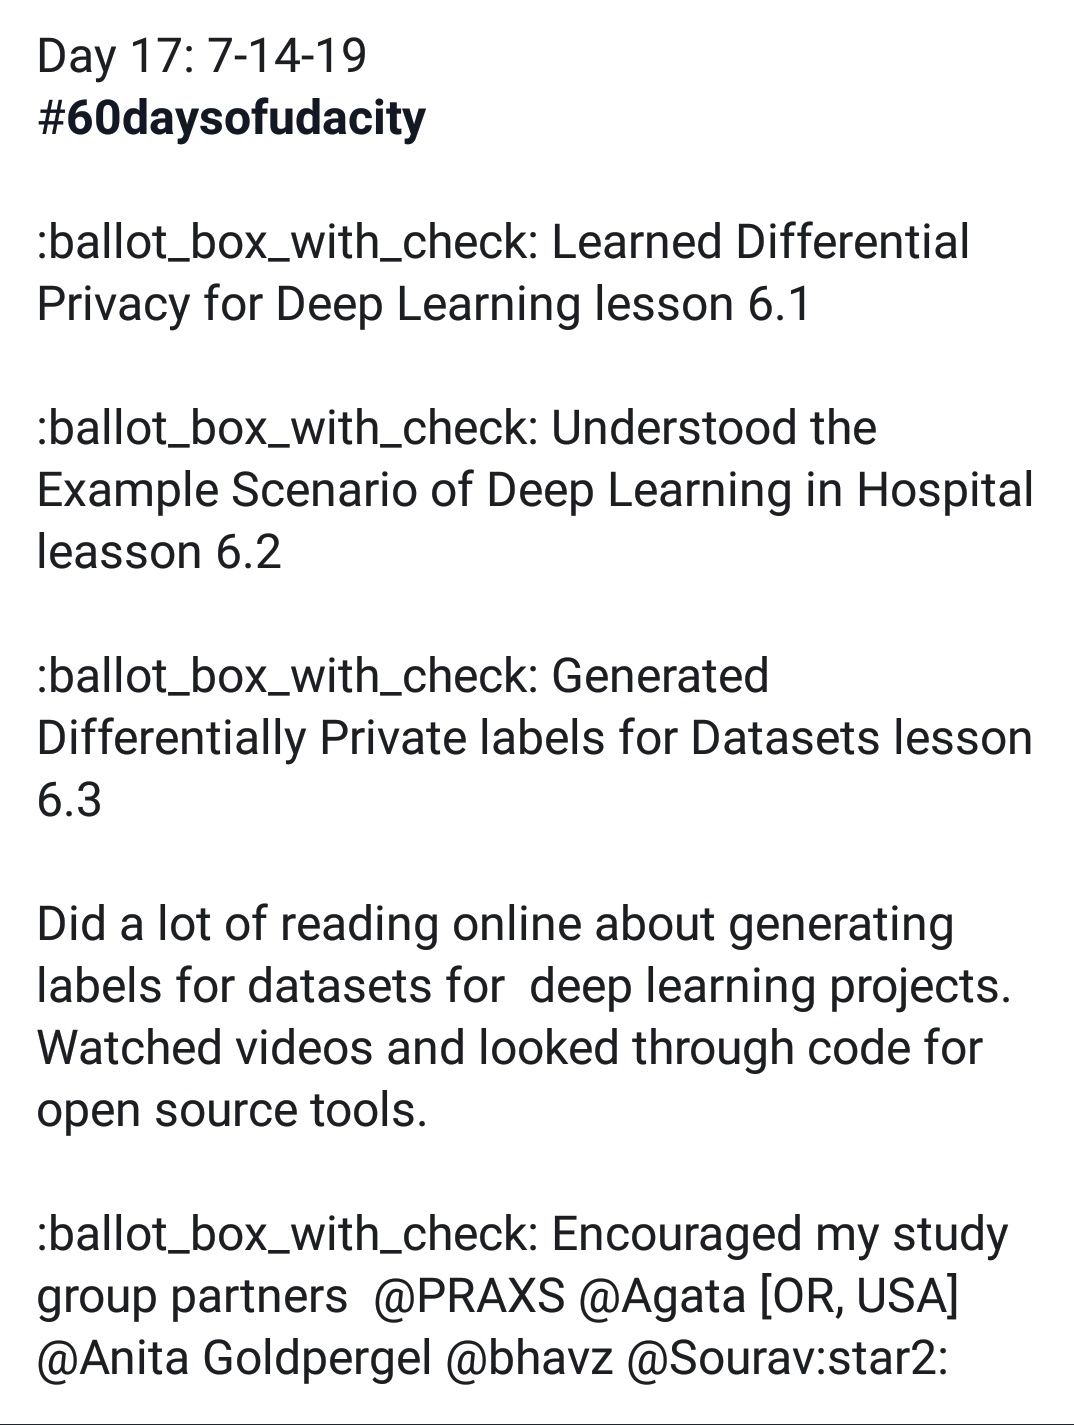 Day 17: 7-14-19
#60daysofudacity
:ballot_box_with_check: Learned Differential
Privacy for Deep Learning lesson 6.1
:ballot_box_with_check: Understood the
Example Scenario of Deep Learning in Hospital
leasson 6.2
:ballot_box_with_check: Generated
Differentially Private labels for Datasets lesson
6.3
Did a lot of reading online about generating
labels for datasets for  deep learning projects.
Watched videos and looked through code for
open source tools.
:ballot_box_with_check: Encouraged my study
group partners  @PRAXS @Agata [OR, USA]
@Anita Goldpergel @bhavz @Sourav:star2: